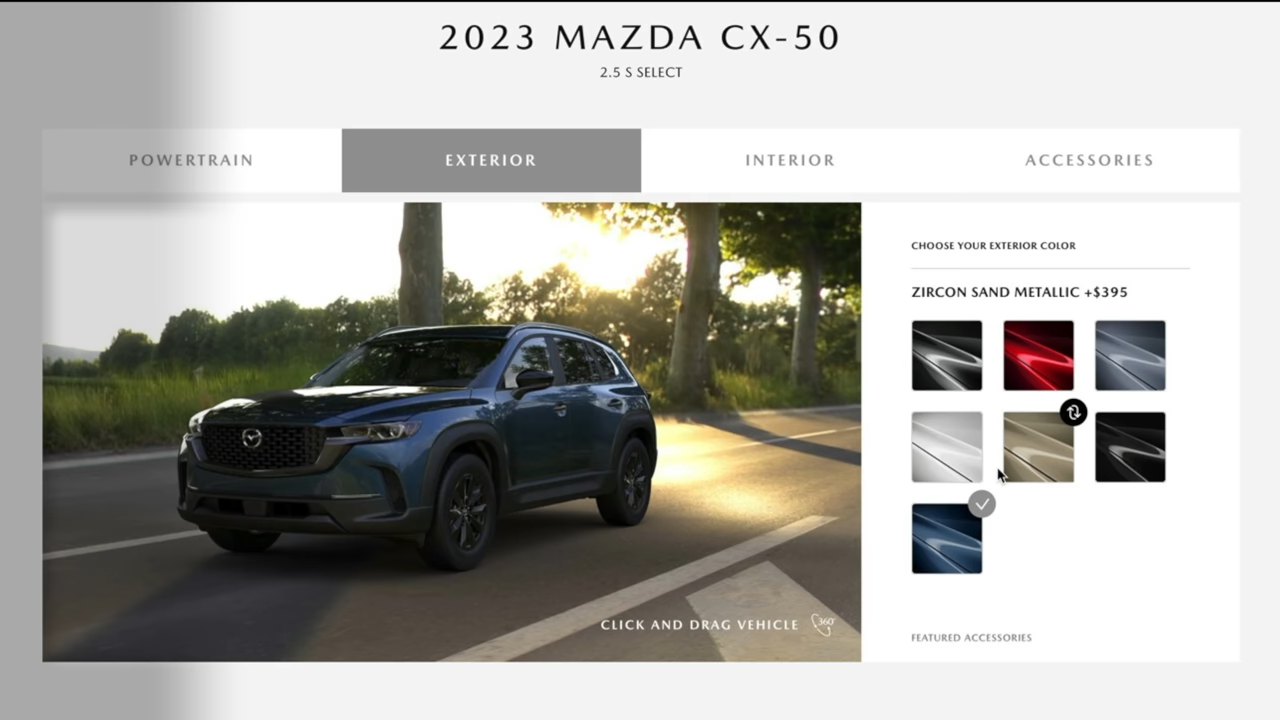 2023 MAZDA CX-50
2.5 S SELECT
POWERTRAIN
EXTERIOR
INTERIOR
ACCESSORIES
CHOOSE YOUR EXTERIOR COLOR
ZIRCON SAND METALLIC +$395
CLICK AND DRAG VEHICLE 360°
FEATURED ACCESSORIES